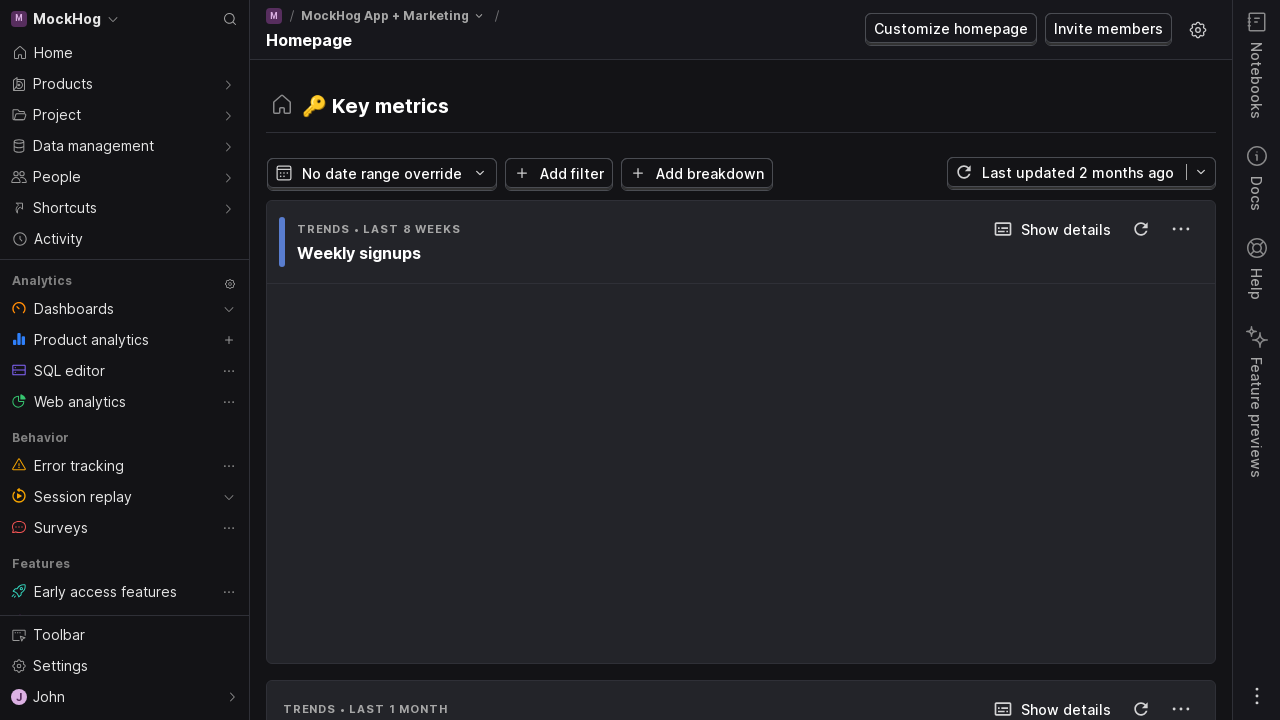 M MockHog
Home
Products
Project
Data management
People
Shortcuts
Activity
Analytics
Dashboards
Product analytics
SQL editor
Web analytics
Behavior
Error tracking
Session replay
Surveys
Features
Early access features
Toolbar
Settings
J John
M / MockHog App + Marketing /
Homepage
Customize homepage
Invite members
🔑 Key metrics
No date range override
Add filter
Add breakdown
Last updated 2 months ago
TRENDS • LAST 8 WEEKS
Show details
Weekly signups
TRENDS • LAST 1 MONTH
Show details
Notebooks
Docs
Help
Feature previews